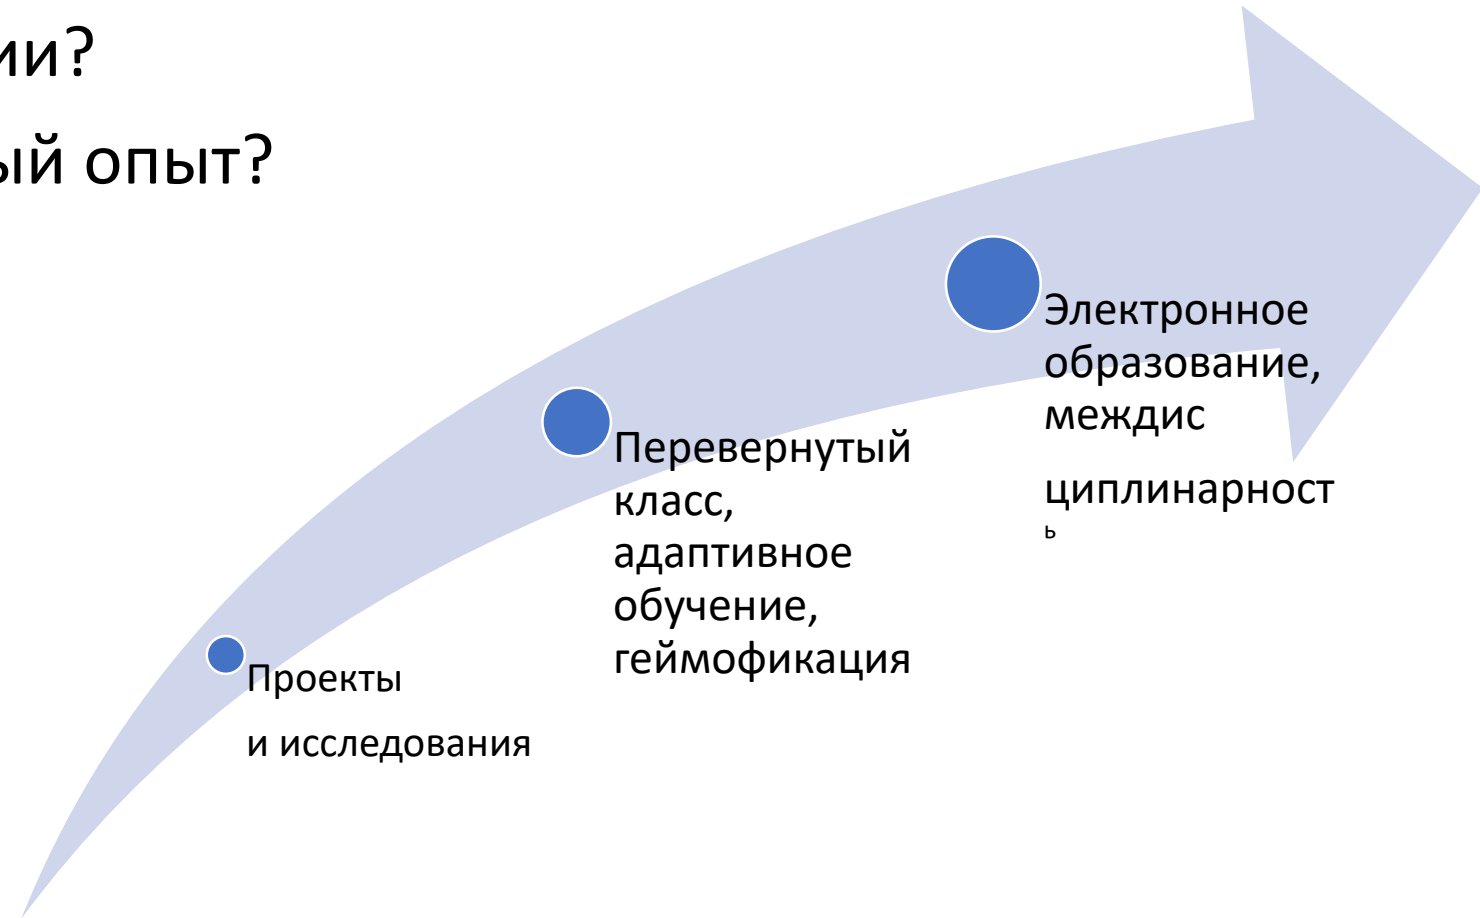 ии?
ый опыт?
Электронное
образование,
междис
циплинарност
ь
Перевернутый
класс,
адаптивное
обучение,
геймофикация
Проекты
и исследования